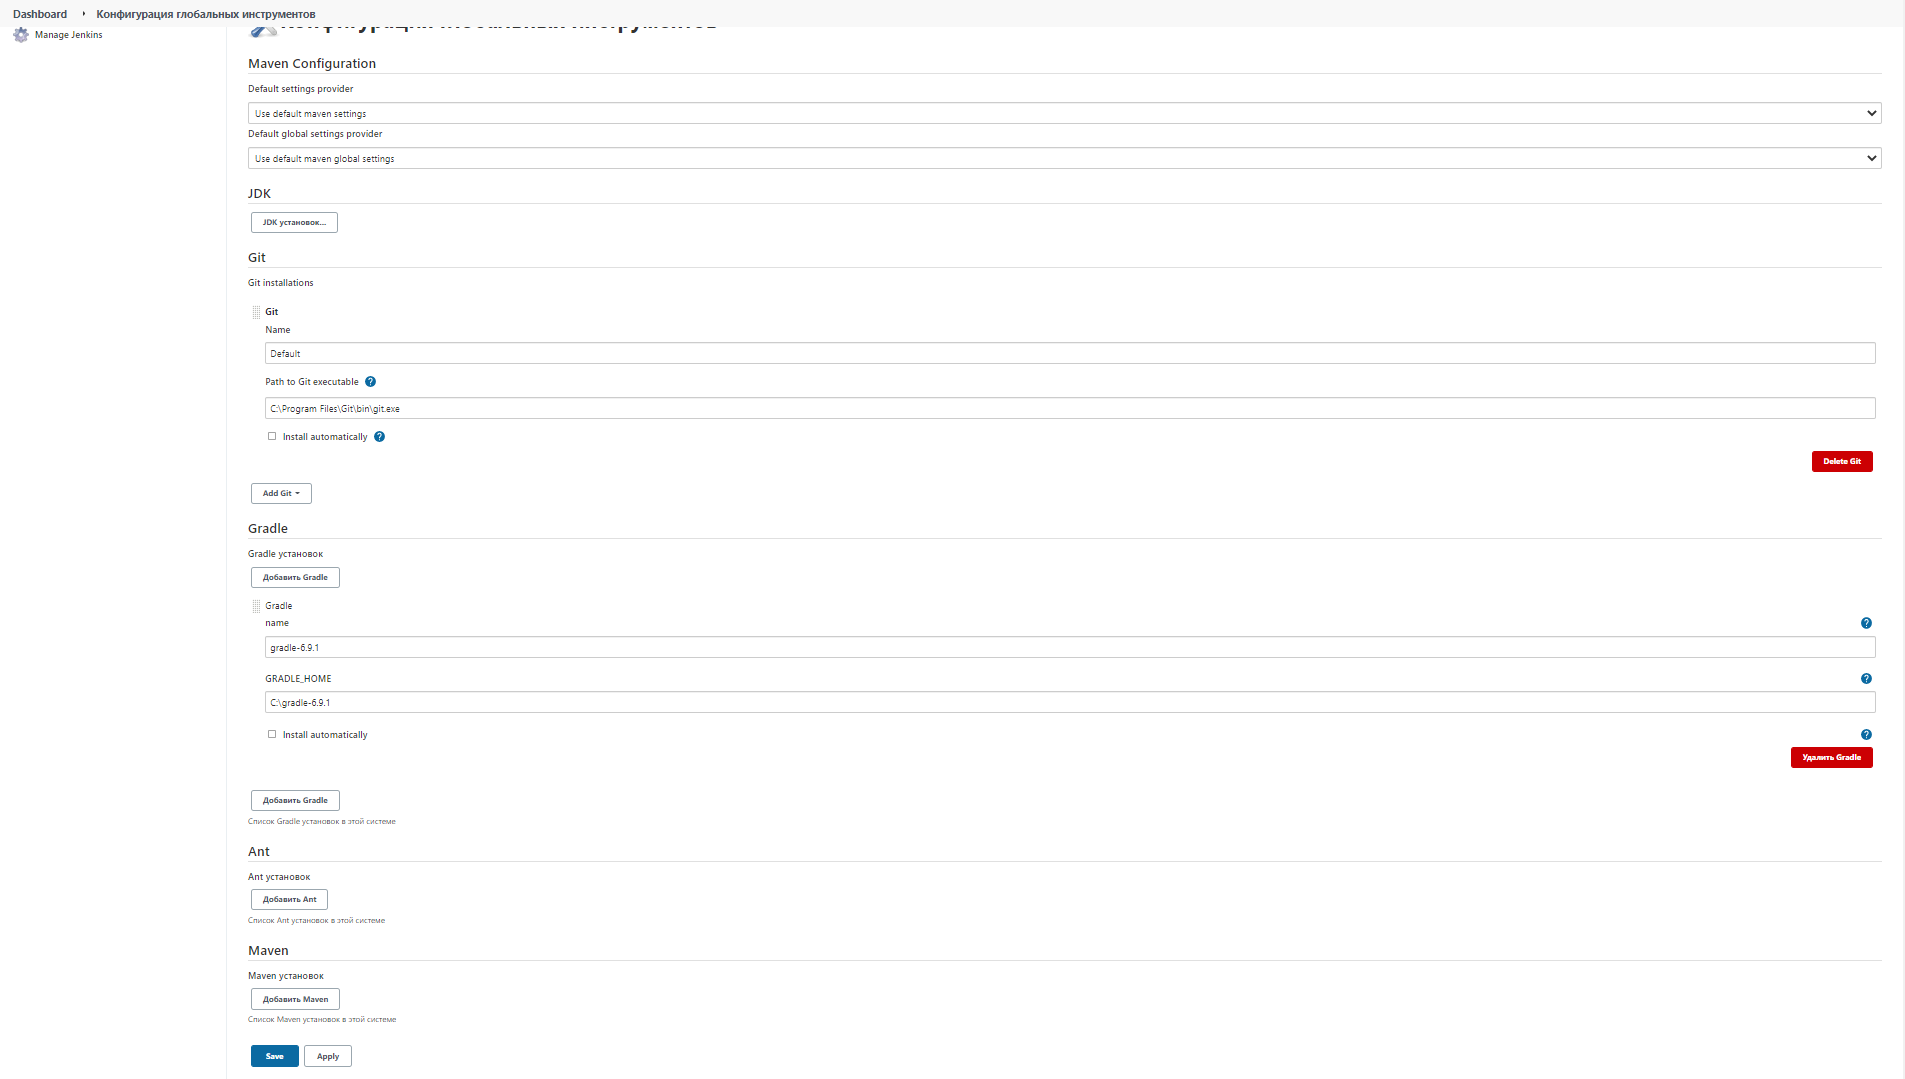 Dashboard
Конфигурация глобальных инструментов
Manage Jenkins
Конфигурация глобальных инструментов
Maven Configuration
Default settings provider
Use default maven settings
Default global settings provider
Use default maven global settings
JDK
JDK установок...
Git
Git installations
Git
Name
Default
Path to Git executable ?
C:\Program Files\Git\bin\git.exe
Install automatically ?
Delete Git
Add Git
Gradle
Gradle установок
Добавить Gradle
Gradle
name ?
gradle-6.9.1
GRADLE_HOME ?
C:\gradle-6.9.1
Install automatically ?
Удалить Gradle
Добавить Gradle
Список Gradle установок в этой системе
Ant
Ant установок
Добавить Ant
Список Ant установок в этой системе
Maven
Maven установок
Добавить Maven
Список Maven установок в этой системе
Save Apply